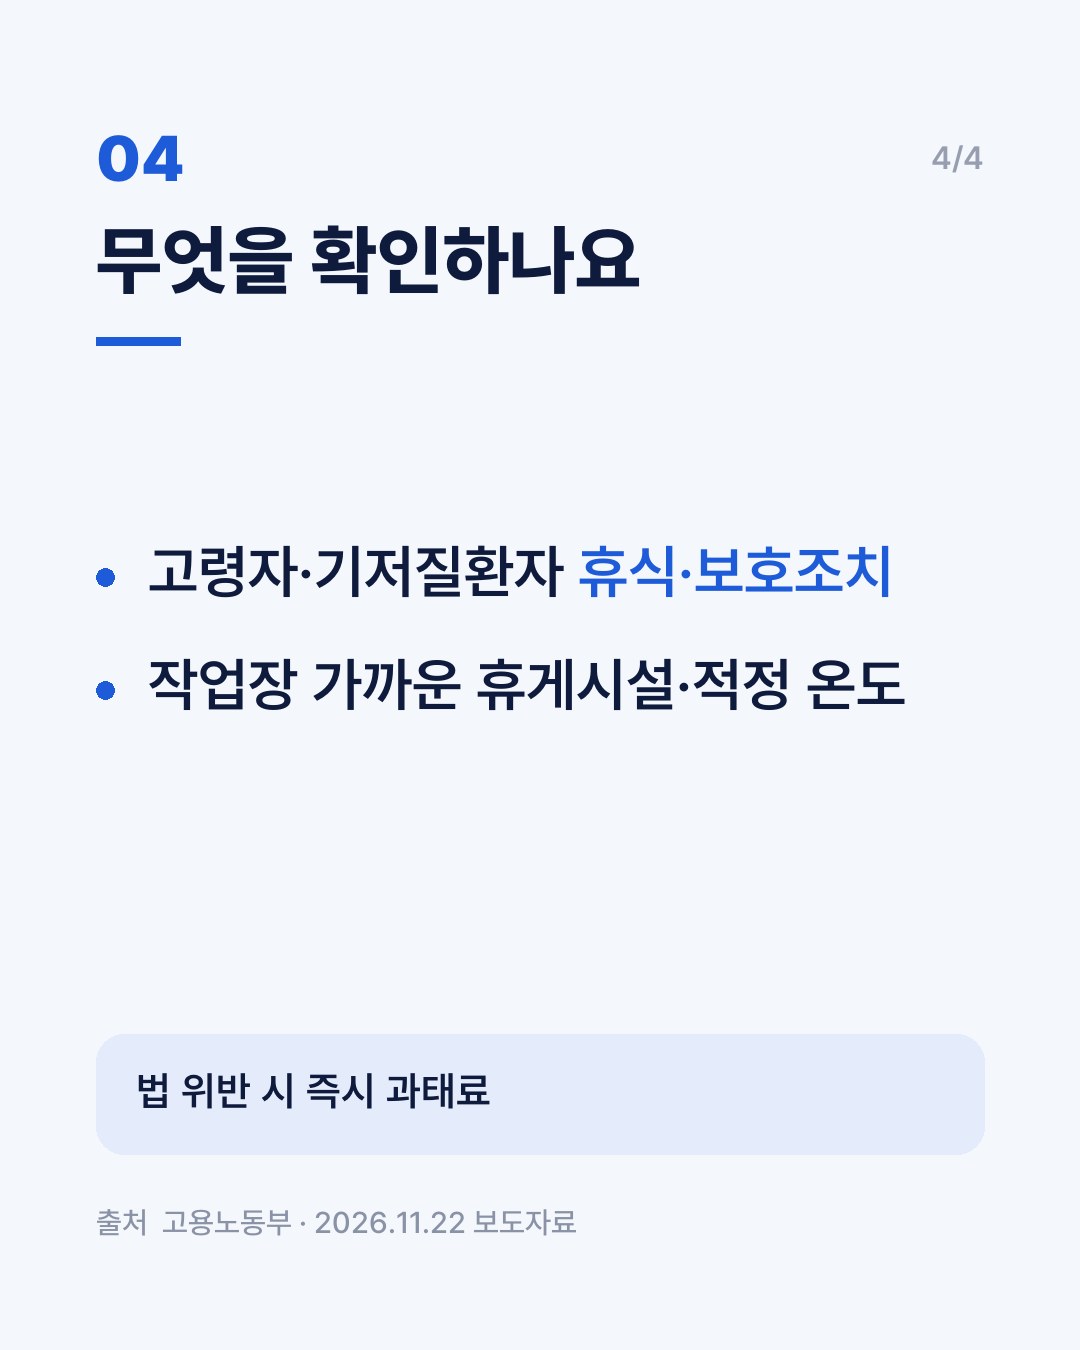 04
4/4
무엇을 확인하나요
고령자·기저질환자 휴식·보호조치
작업장 가까운 휴게시설·적정 온도
법 위반 시 즉시 과태료
출처 고용노동부 · 2026.11.22 보도자료